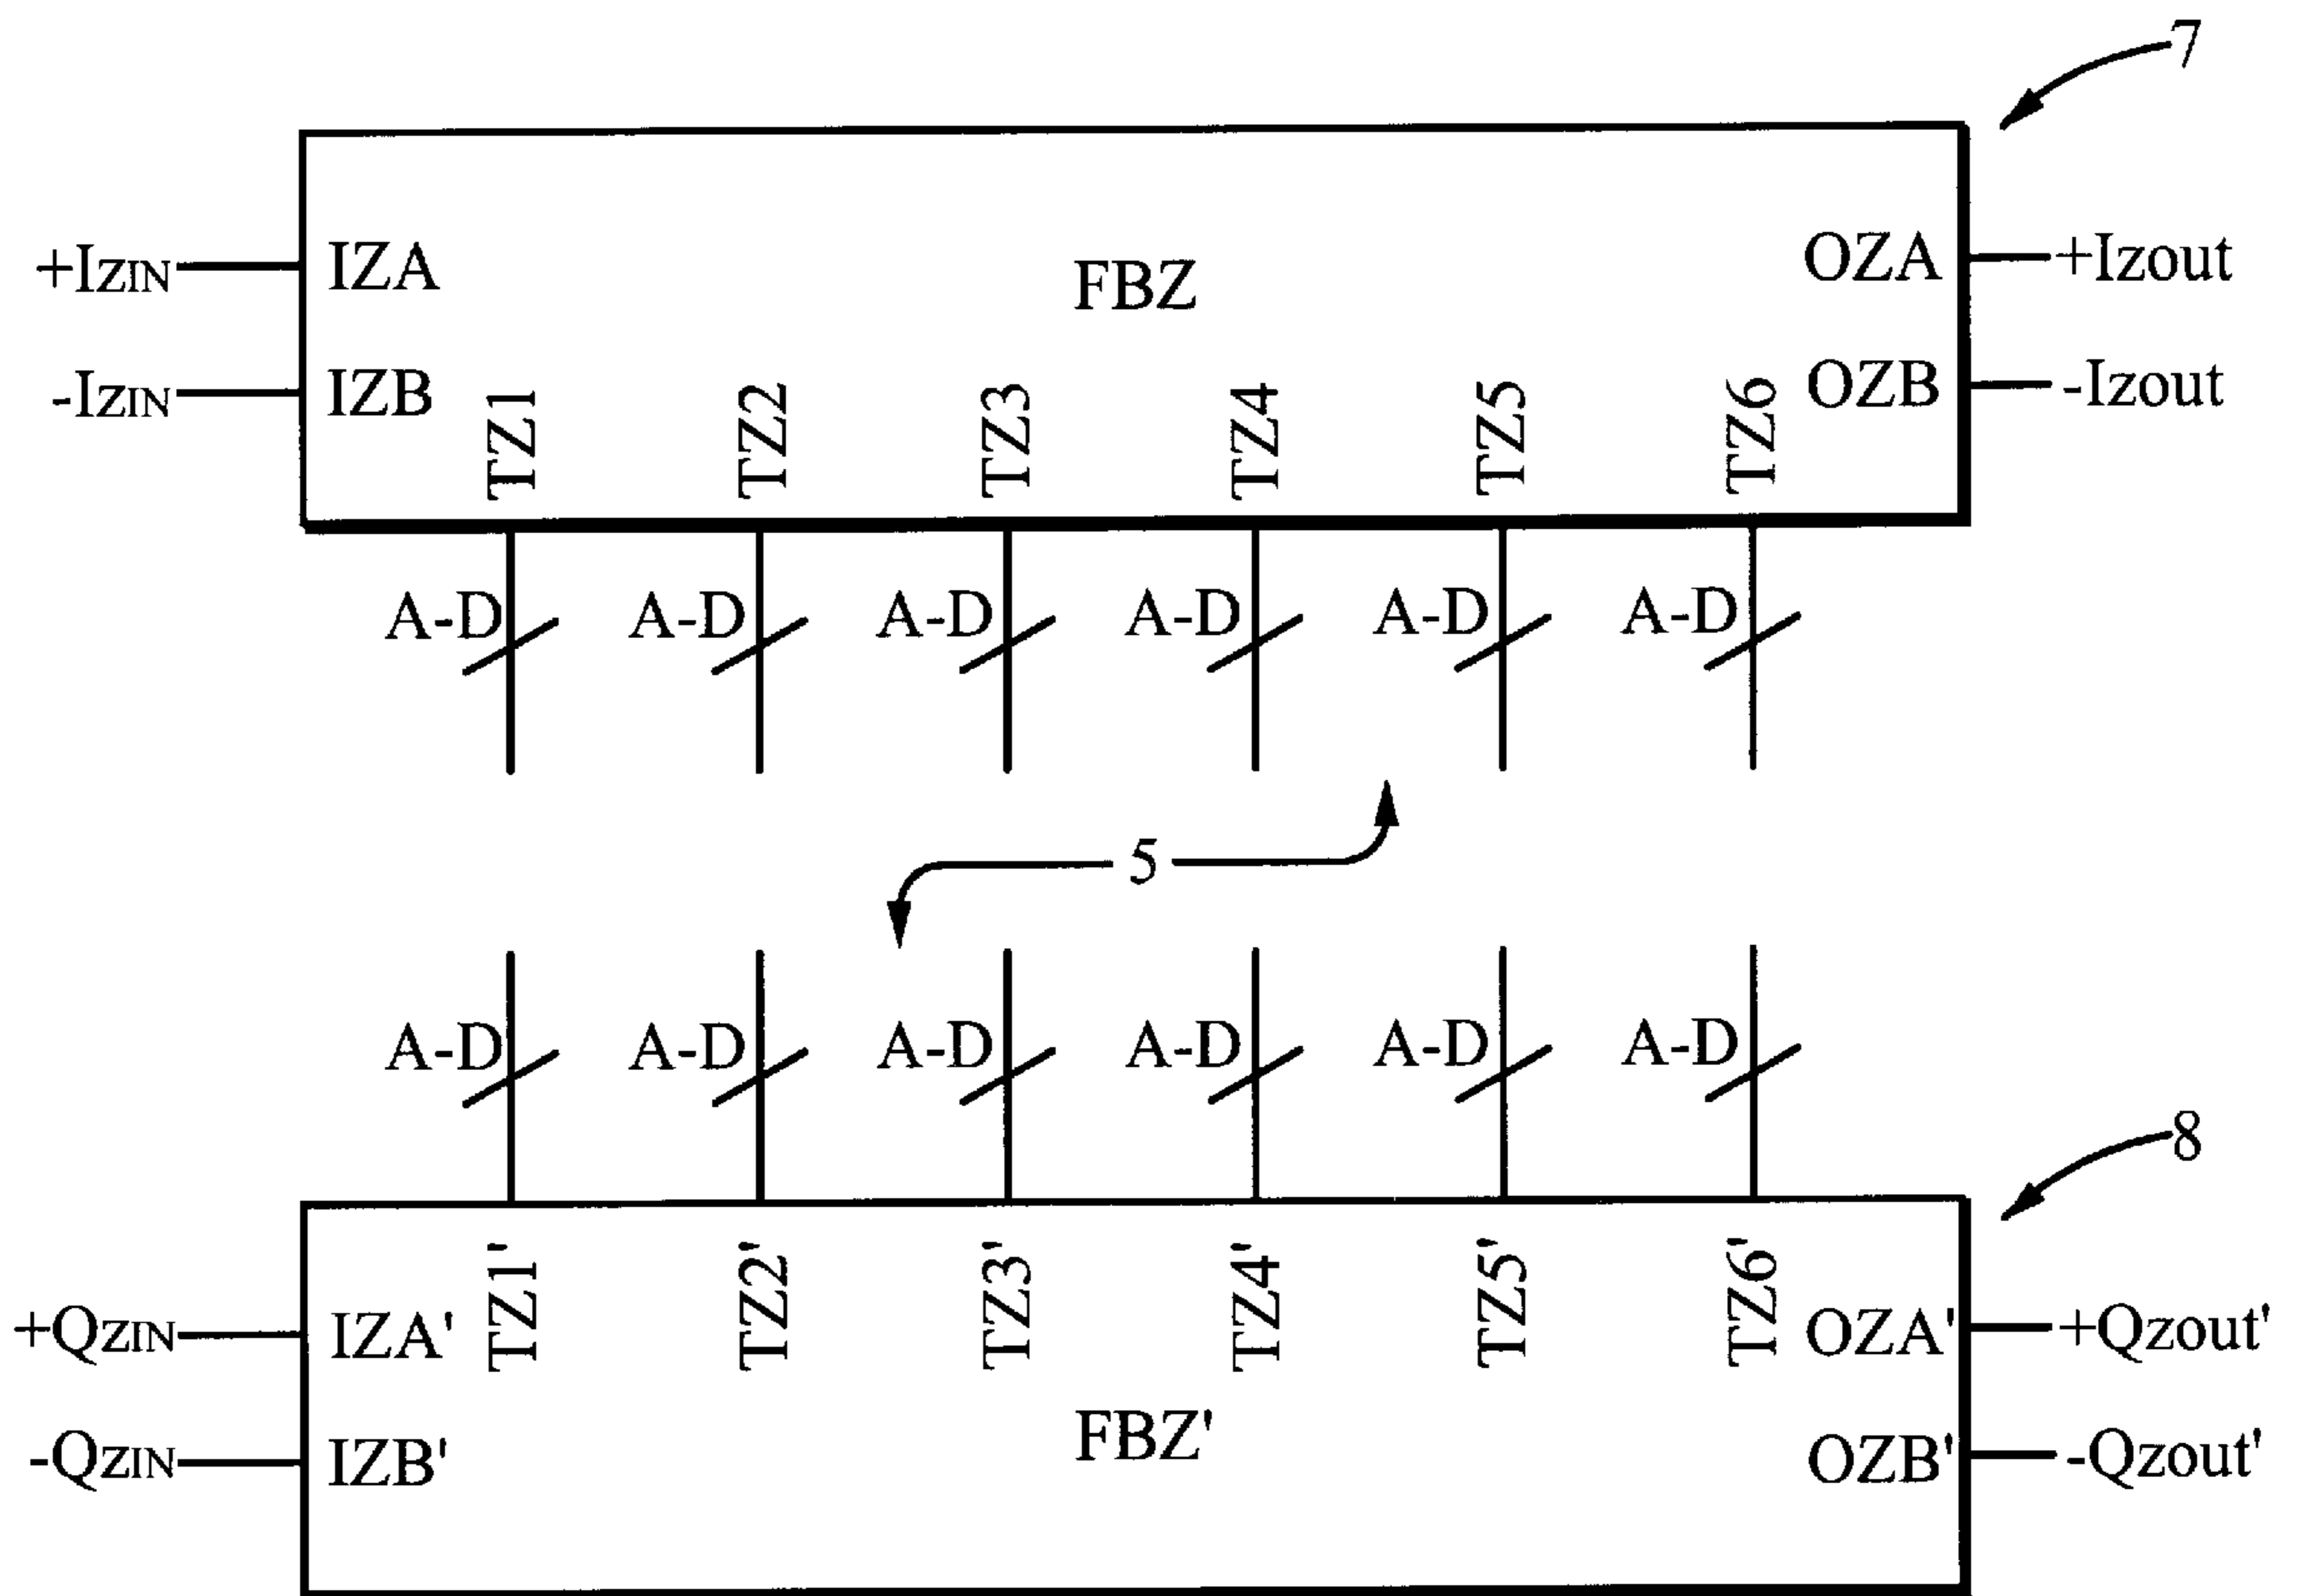 7
+IZIN IZA FBZ OZA +Izout
-IZIN IZB OZB -Izout
TZ1 TZ2 TZ3 TZ4 TZ5 TZ6
A-D A-D A-D A-D A-D A-D
5
A-D A-D A-D A-D A-D A-D
8
TZ1' TZ2' TZ3' TZ4' TZ5' TZ6'
+QZIN IZA' OZA' +Qzout'
FBZ'
-QZIN IZB' OZB' -Qzout'